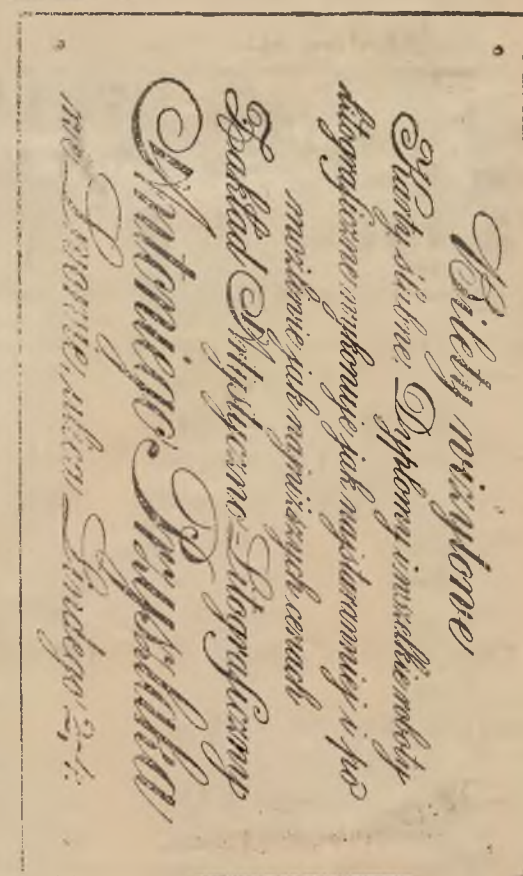 Bilety wizytowe
Karty ślubne, Dyplomy i wszelkie roboty
litograficzne wykonuje jak najstaranniej i po
możliwie jak najniższych cenach
Zakład Artystyczno-Litograficzny
Antoniego Przyszlaka
we Lwowie, ulica Lindego